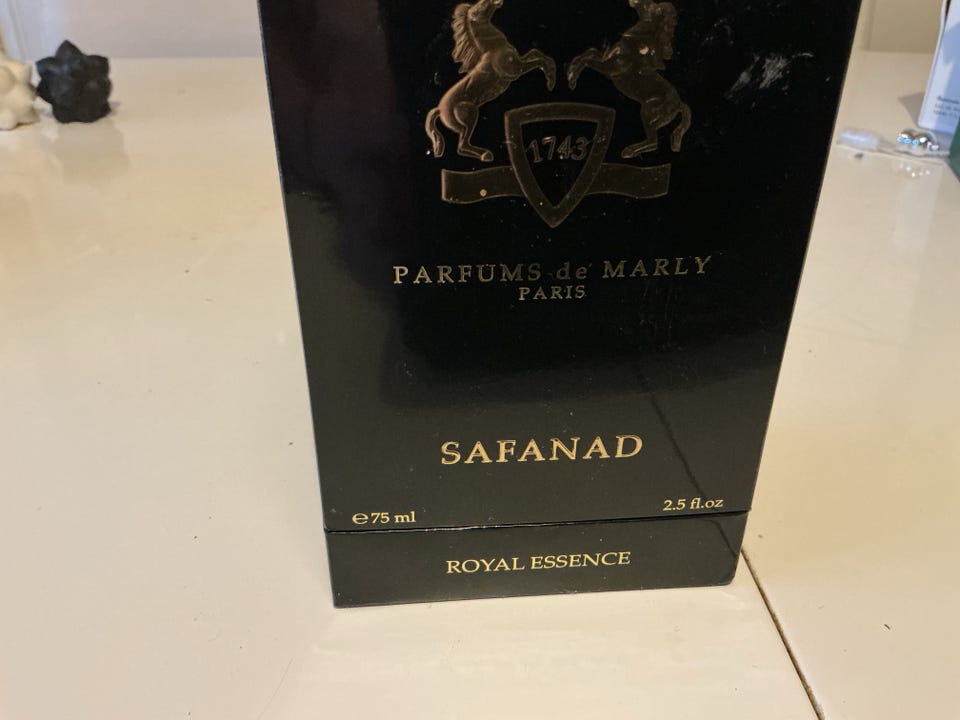 1743
PARFUMS de MARLY
PARIS
SAFANAD
℮ 75 ml
2.5 fl.oz
ROYAL ESSENCE